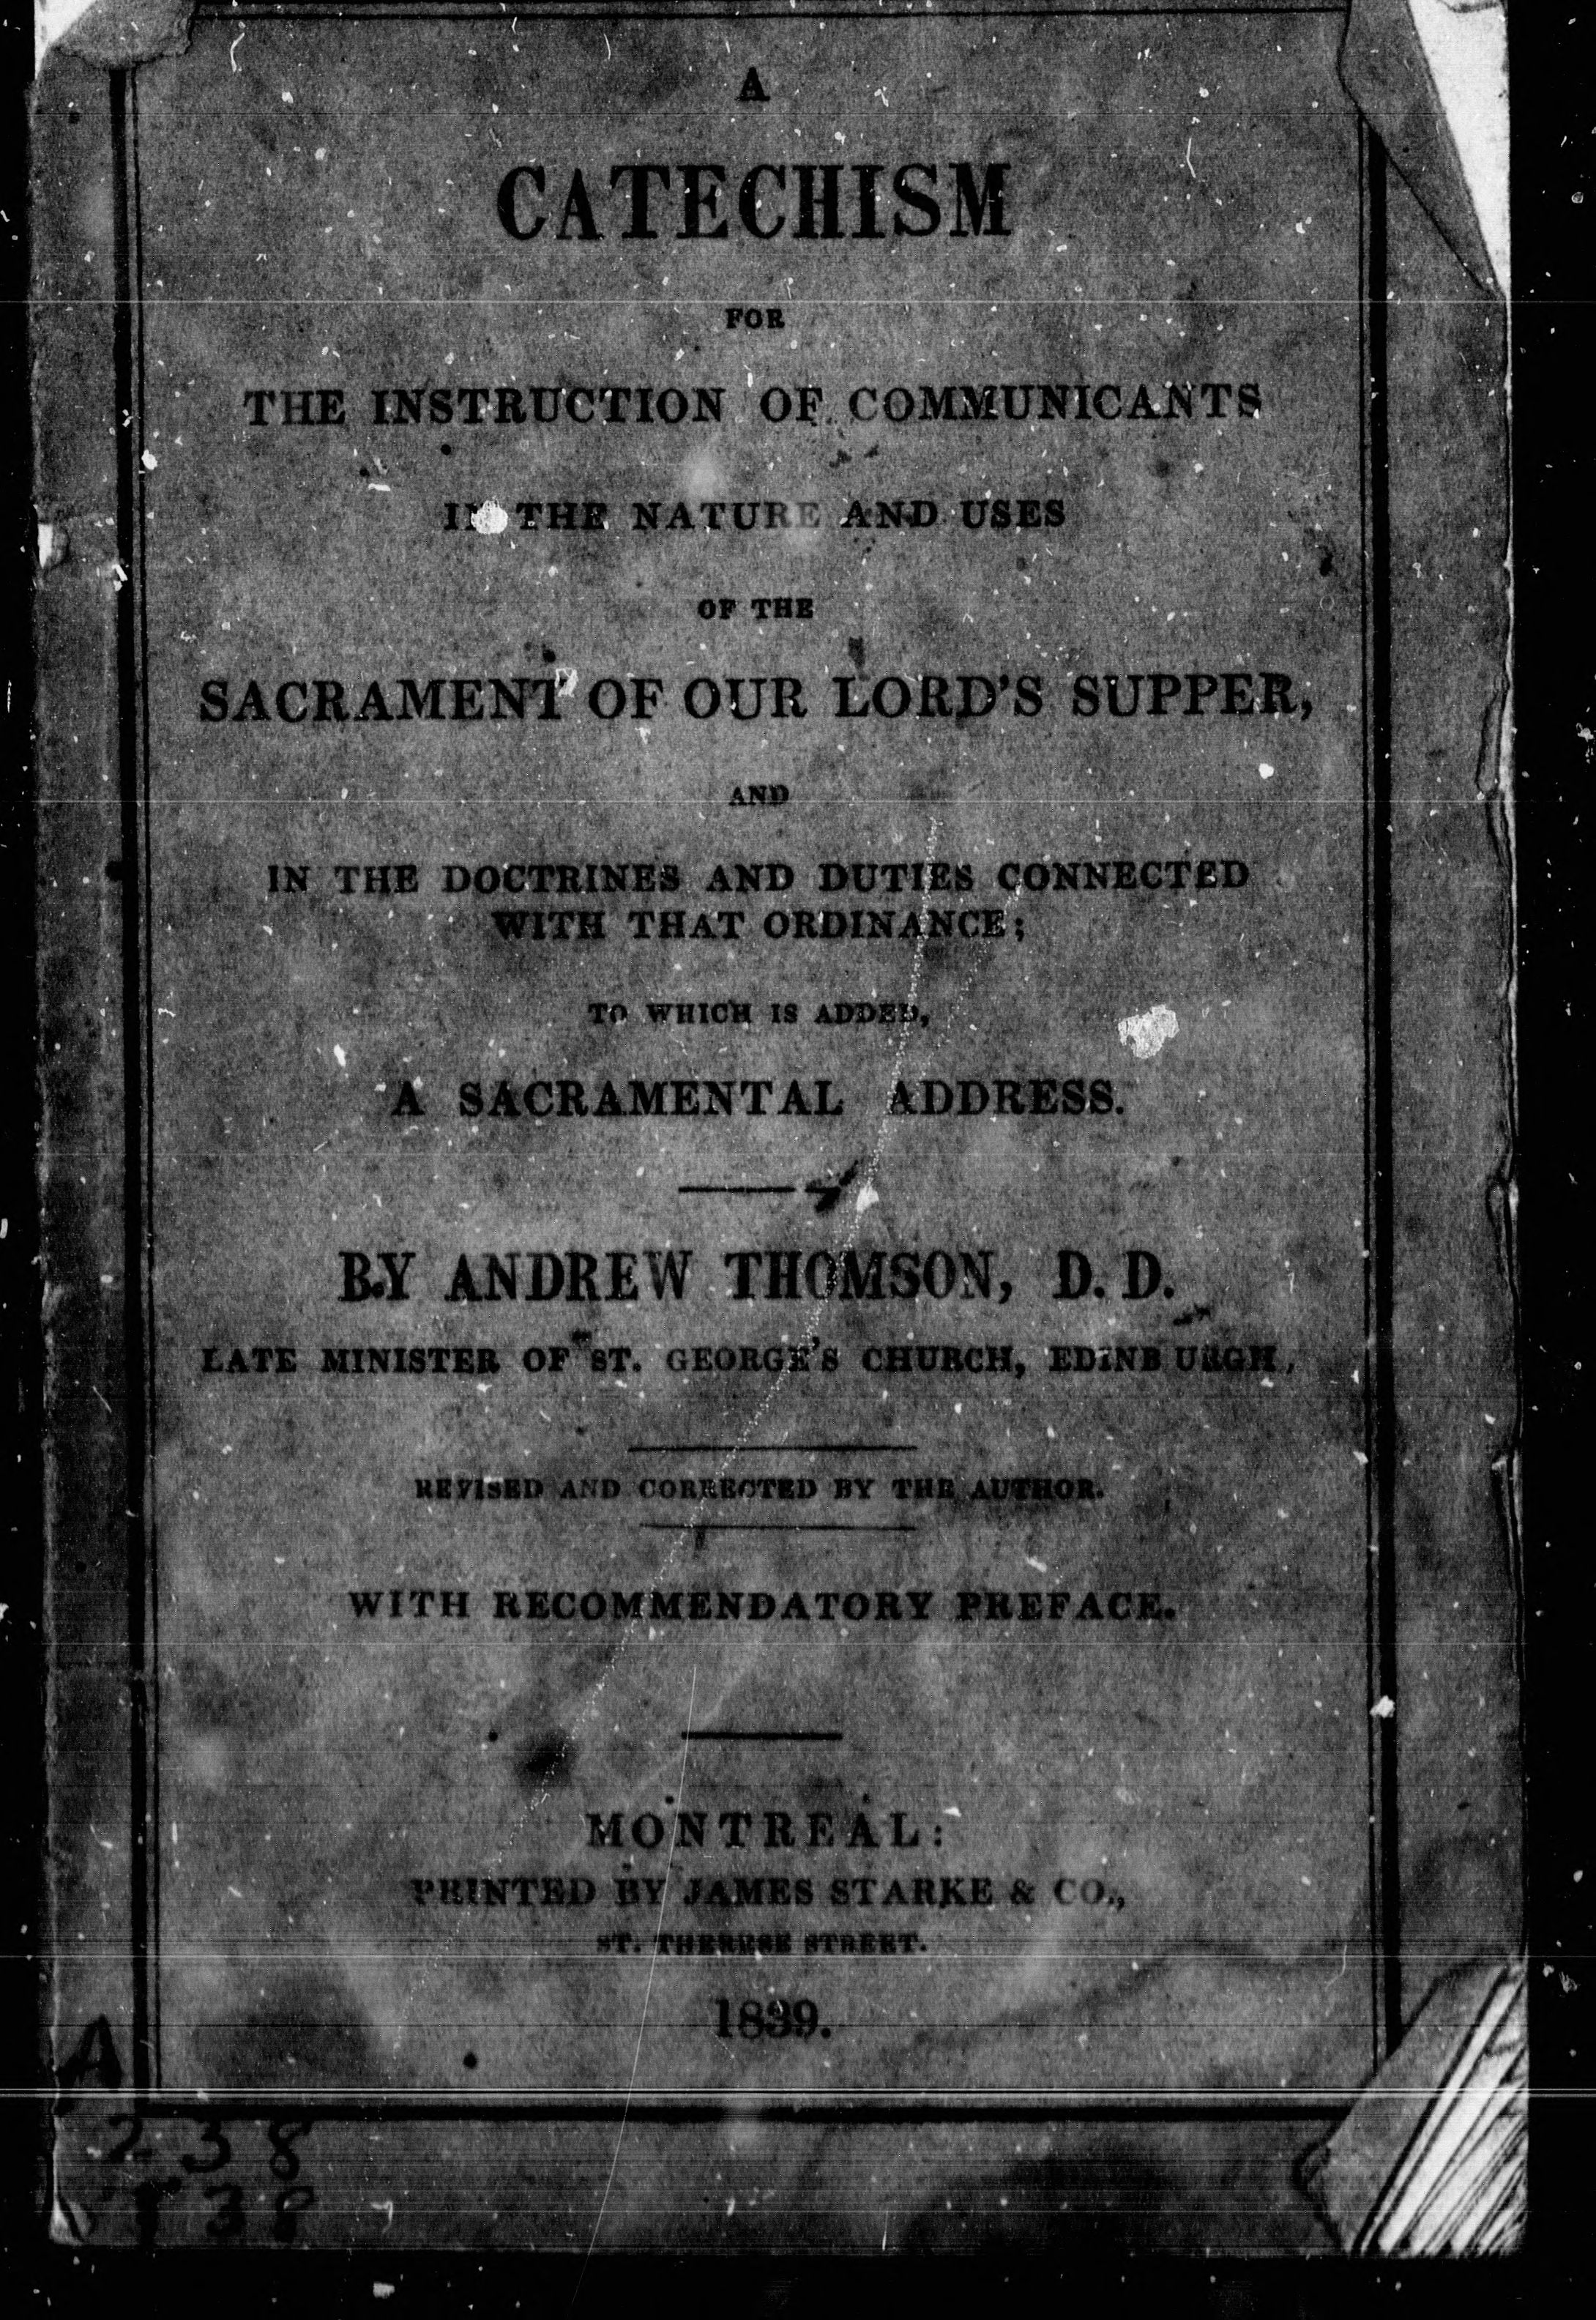 A
CATECHISM
FOR
THE INSTRUCTION OF COMMUNICANTS
IN THE NATURE AND USES
OF THE
SACRAMENT OF OUR LORD'S SUPPER,
AND
IN THE DOCTRINES AND DUTIES CONNECTED
WITH THAT ORDINANCE;
TO WHICH IS ADDED,
A SACRAMENTAL ADDRESS.
BY ANDREW THOMSON, D. D.
LATE MINISTER OF ST. GEORGE'S CHURCH, EDINBURGH,
REVISED AND CORRECTED BY THE AUTHOR.
WITH RECOMMENDATORY PREFACE.
MONTREAL:
PRINTED BY JAMES STARKE & CO.,
ST. THERESE STREET.
1839.
A
238